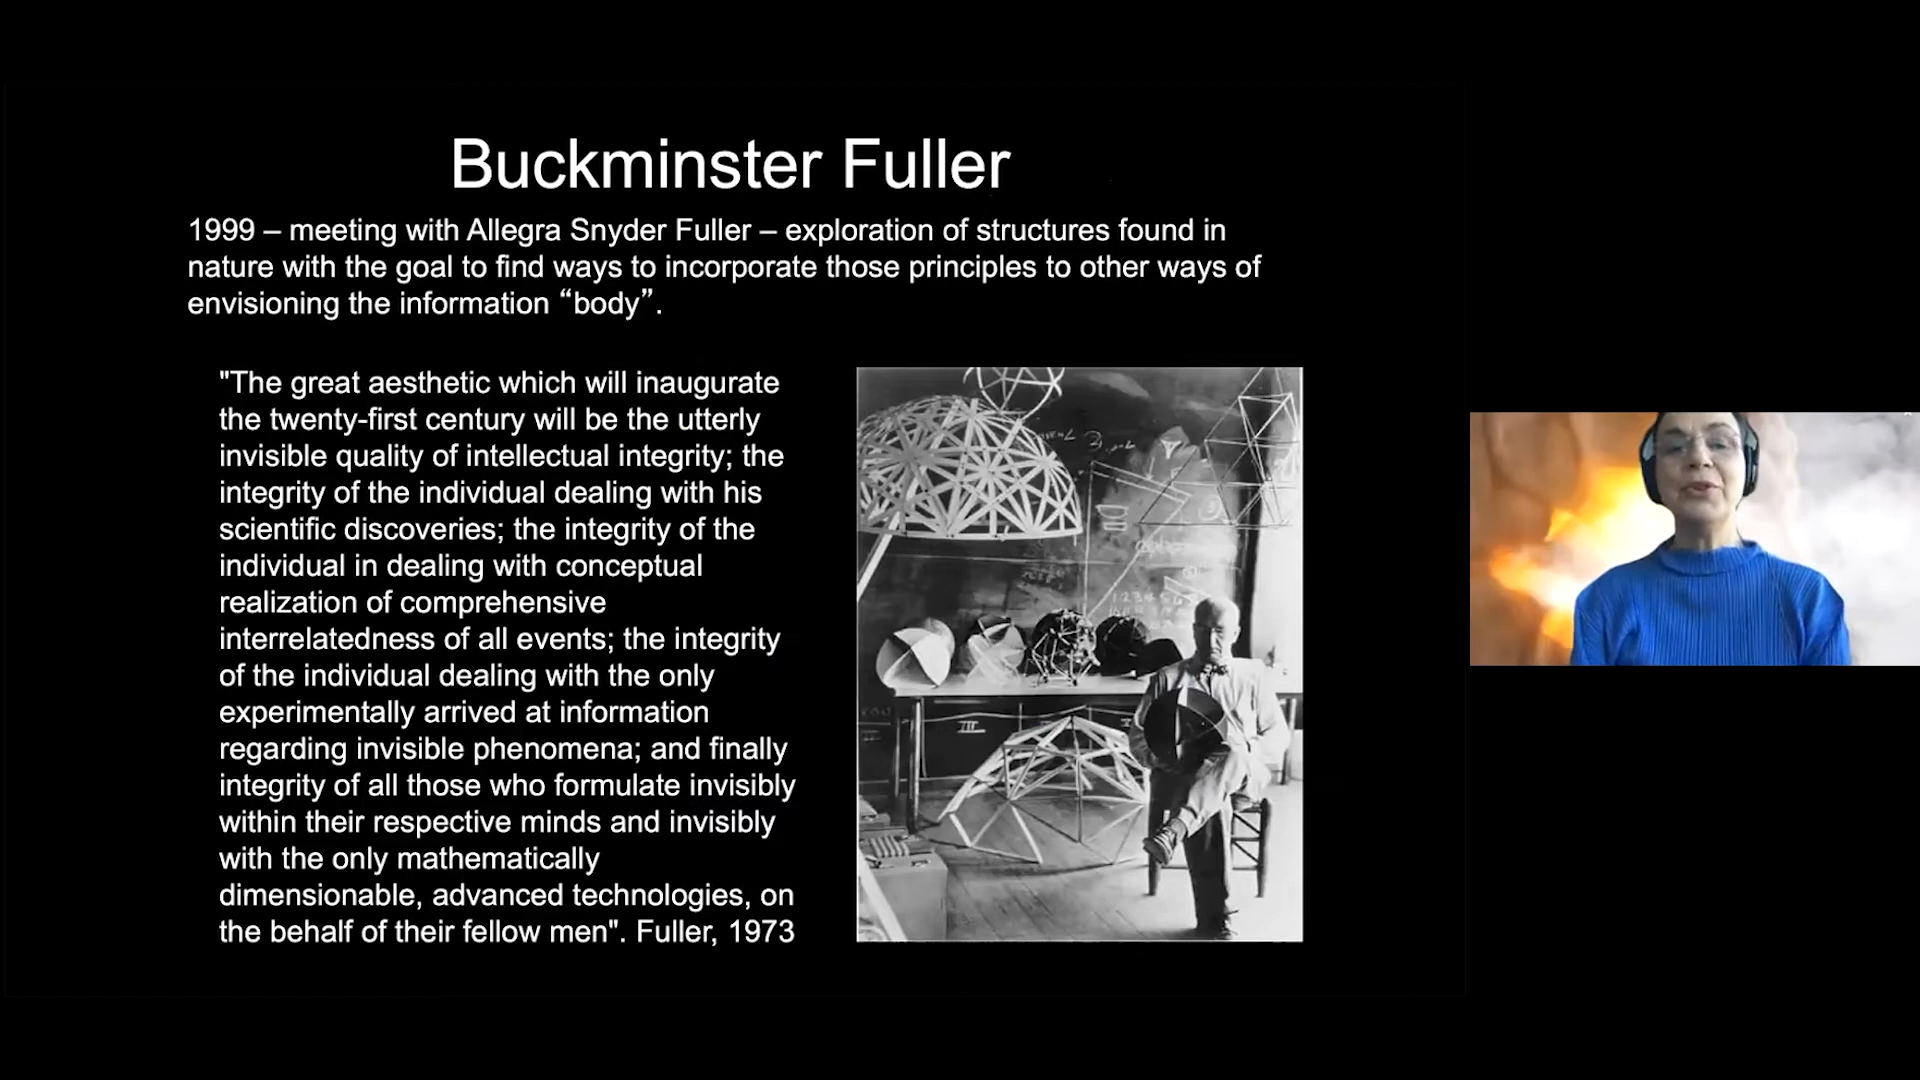 Buckminster Fuller
1999 – meeting with Allegra Snyder Fuller – exploration of structures found in
nature with the goal to find ways to incorporate those principles to other ways of
envisioning the information “body”.
"The great aesthetic which will inaugurate
the twenty-first century will be the utterly
invisible quality of intellectual integrity; the
integrity of the individual dealing with his
scientific discoveries; the integrity of the
individual in dealing with conceptual
realization of comprehensive
interrelatedness of all events; the integrity
of the individual dealing with the only
experimentally arrived at information
regarding invisible phenomena; and finally
integrity of all those who formulate invisibly
within their respective minds and invisibly
with the only mathematically
dimensionable, advanced technologies, on
the behalf of their fellow men". Fuller, 1973